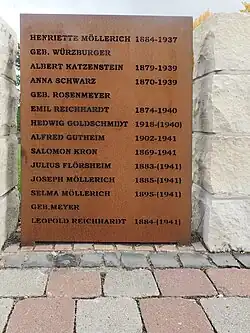 HENRIETTE MÖLLERICH 1884-1937
GEB. WÜRZBURGER
ALBERT KATZENSTEIN 1879-1939
ANNA SCHWARZ 1870-1939
GEB. ROSENMEYER
EMIL REICHHARDT 1874-1940
HEDWIG GOLDSCHMIDT 1918-(1940)
ALFRED GUTHEIM 1902-1941
SALOMON KRON 1869-1941
JULIUS FLÖRSHEIM 1883-(1941)
JOSEPH MÖLLERICH 1885-(1941)
SELMA MÖLLERICH 1895-(1941)
GEB.MEYER
LEOPOLD REICHHARDT 1884-(1941)